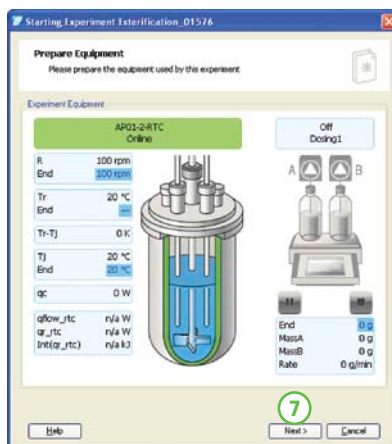 Starting Experiment Esterification_01576
Prepare Equipment
Please prepare the equipment used by this experiment
Experiment Equipment
AP01-2-RTC
Online
R 100 rpm
End 100 rpm
Tr 20 °C
End ---
Tr-Tj 0 K
Tj 20 °C
End 20 °C
qc 0 W
qflow_rtc n/a W
qr_rtc n/a W
Int(qr_rtc) n/a kJ
Off
Dosing1
A B
End 0 g
MassA 0 g
MassB 0 g
Rate 0 g/min
7
Help Next > Cancel